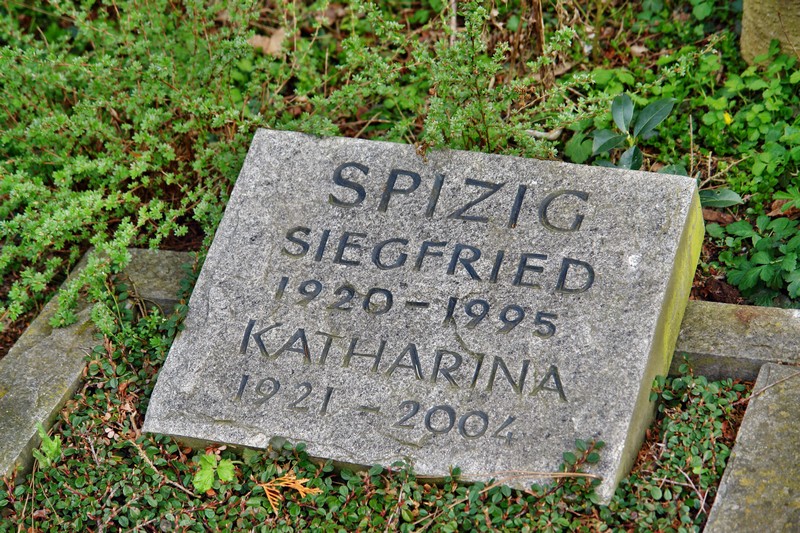 SPIZIG
SIEGFRIED
1920 – 1995
KATHARINA
1921 – 2004